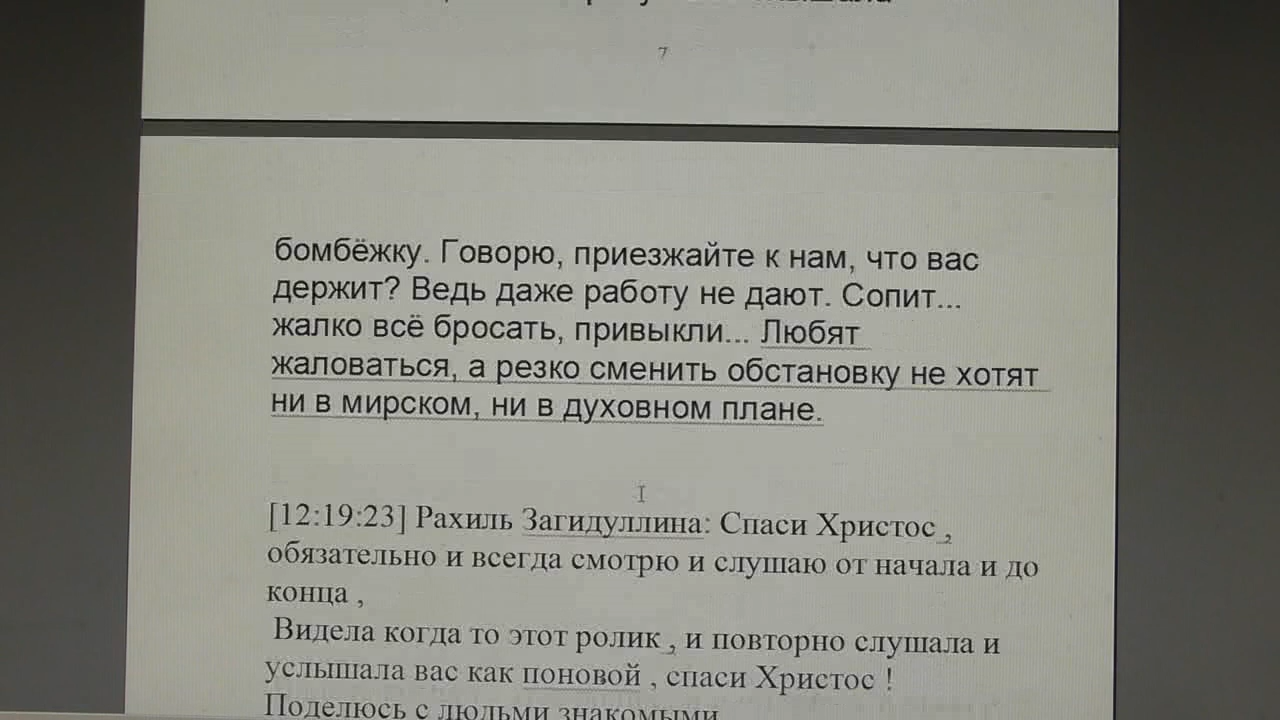 7
бомбёжку. Говорю, приезжайте к нам, что вас
держит? Ведь даже работу не дают. Сопит...
жалко всё бросать, привыкли... Любят
жаловаться, а резко сменить обстановку не хотят
ни в мирском, ни в духовном плане.
[12:19:23] Рахиль Загидуллина: Спаси Христос ,
обязательно и всегда смотрю и слушаю от начала и до
конца ,
Видела когда то этот ролик , и повторно слушала и
услышала вас как поновой , спаси Христос !
Поделюсь с людьми знакомыми